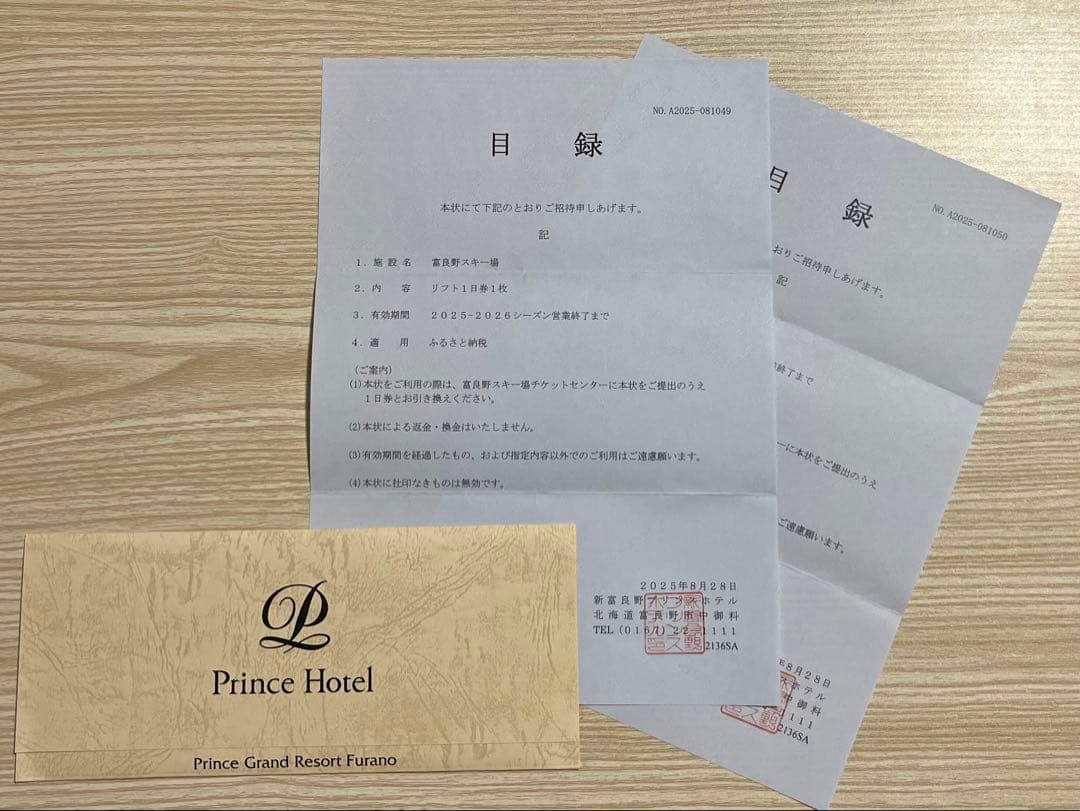 NO. A2025-081049
目 録
本状にて下記のとおりご招待申しあげます。
記
1．施 設 名 富良野スキー場
2．内 容 リフト1日券1枚
3．有効期間 2025-2026シーズン営業終了まで
4．適 用 ふるさと納税
(ご案内)
(1)本状をご利用の際は、富良野スキー場チケットセンターに本状をご提出のうえ
1日券とお引き換えください。
(2)本状による返金・換金はいたしません。
(3)有効期間を経過したもの、および指定内容以外でのご利用はご遠慮願います。
(4)本状に社印なきものは無効です。
2025年8月28日
新富良野プリンスホテル
北海道富良野市中御料
TEL (0167) 22-1111
2136SA
NO. A2025-081050
目 録
おりご招待申しあげます。
記
終了まで
ーに本状をご提出のうえ
ご遠慮願います。
8月28日
ホテル
中御料
1111
2136SA
P
Prince Hotel
Prince Grand Resort Furano